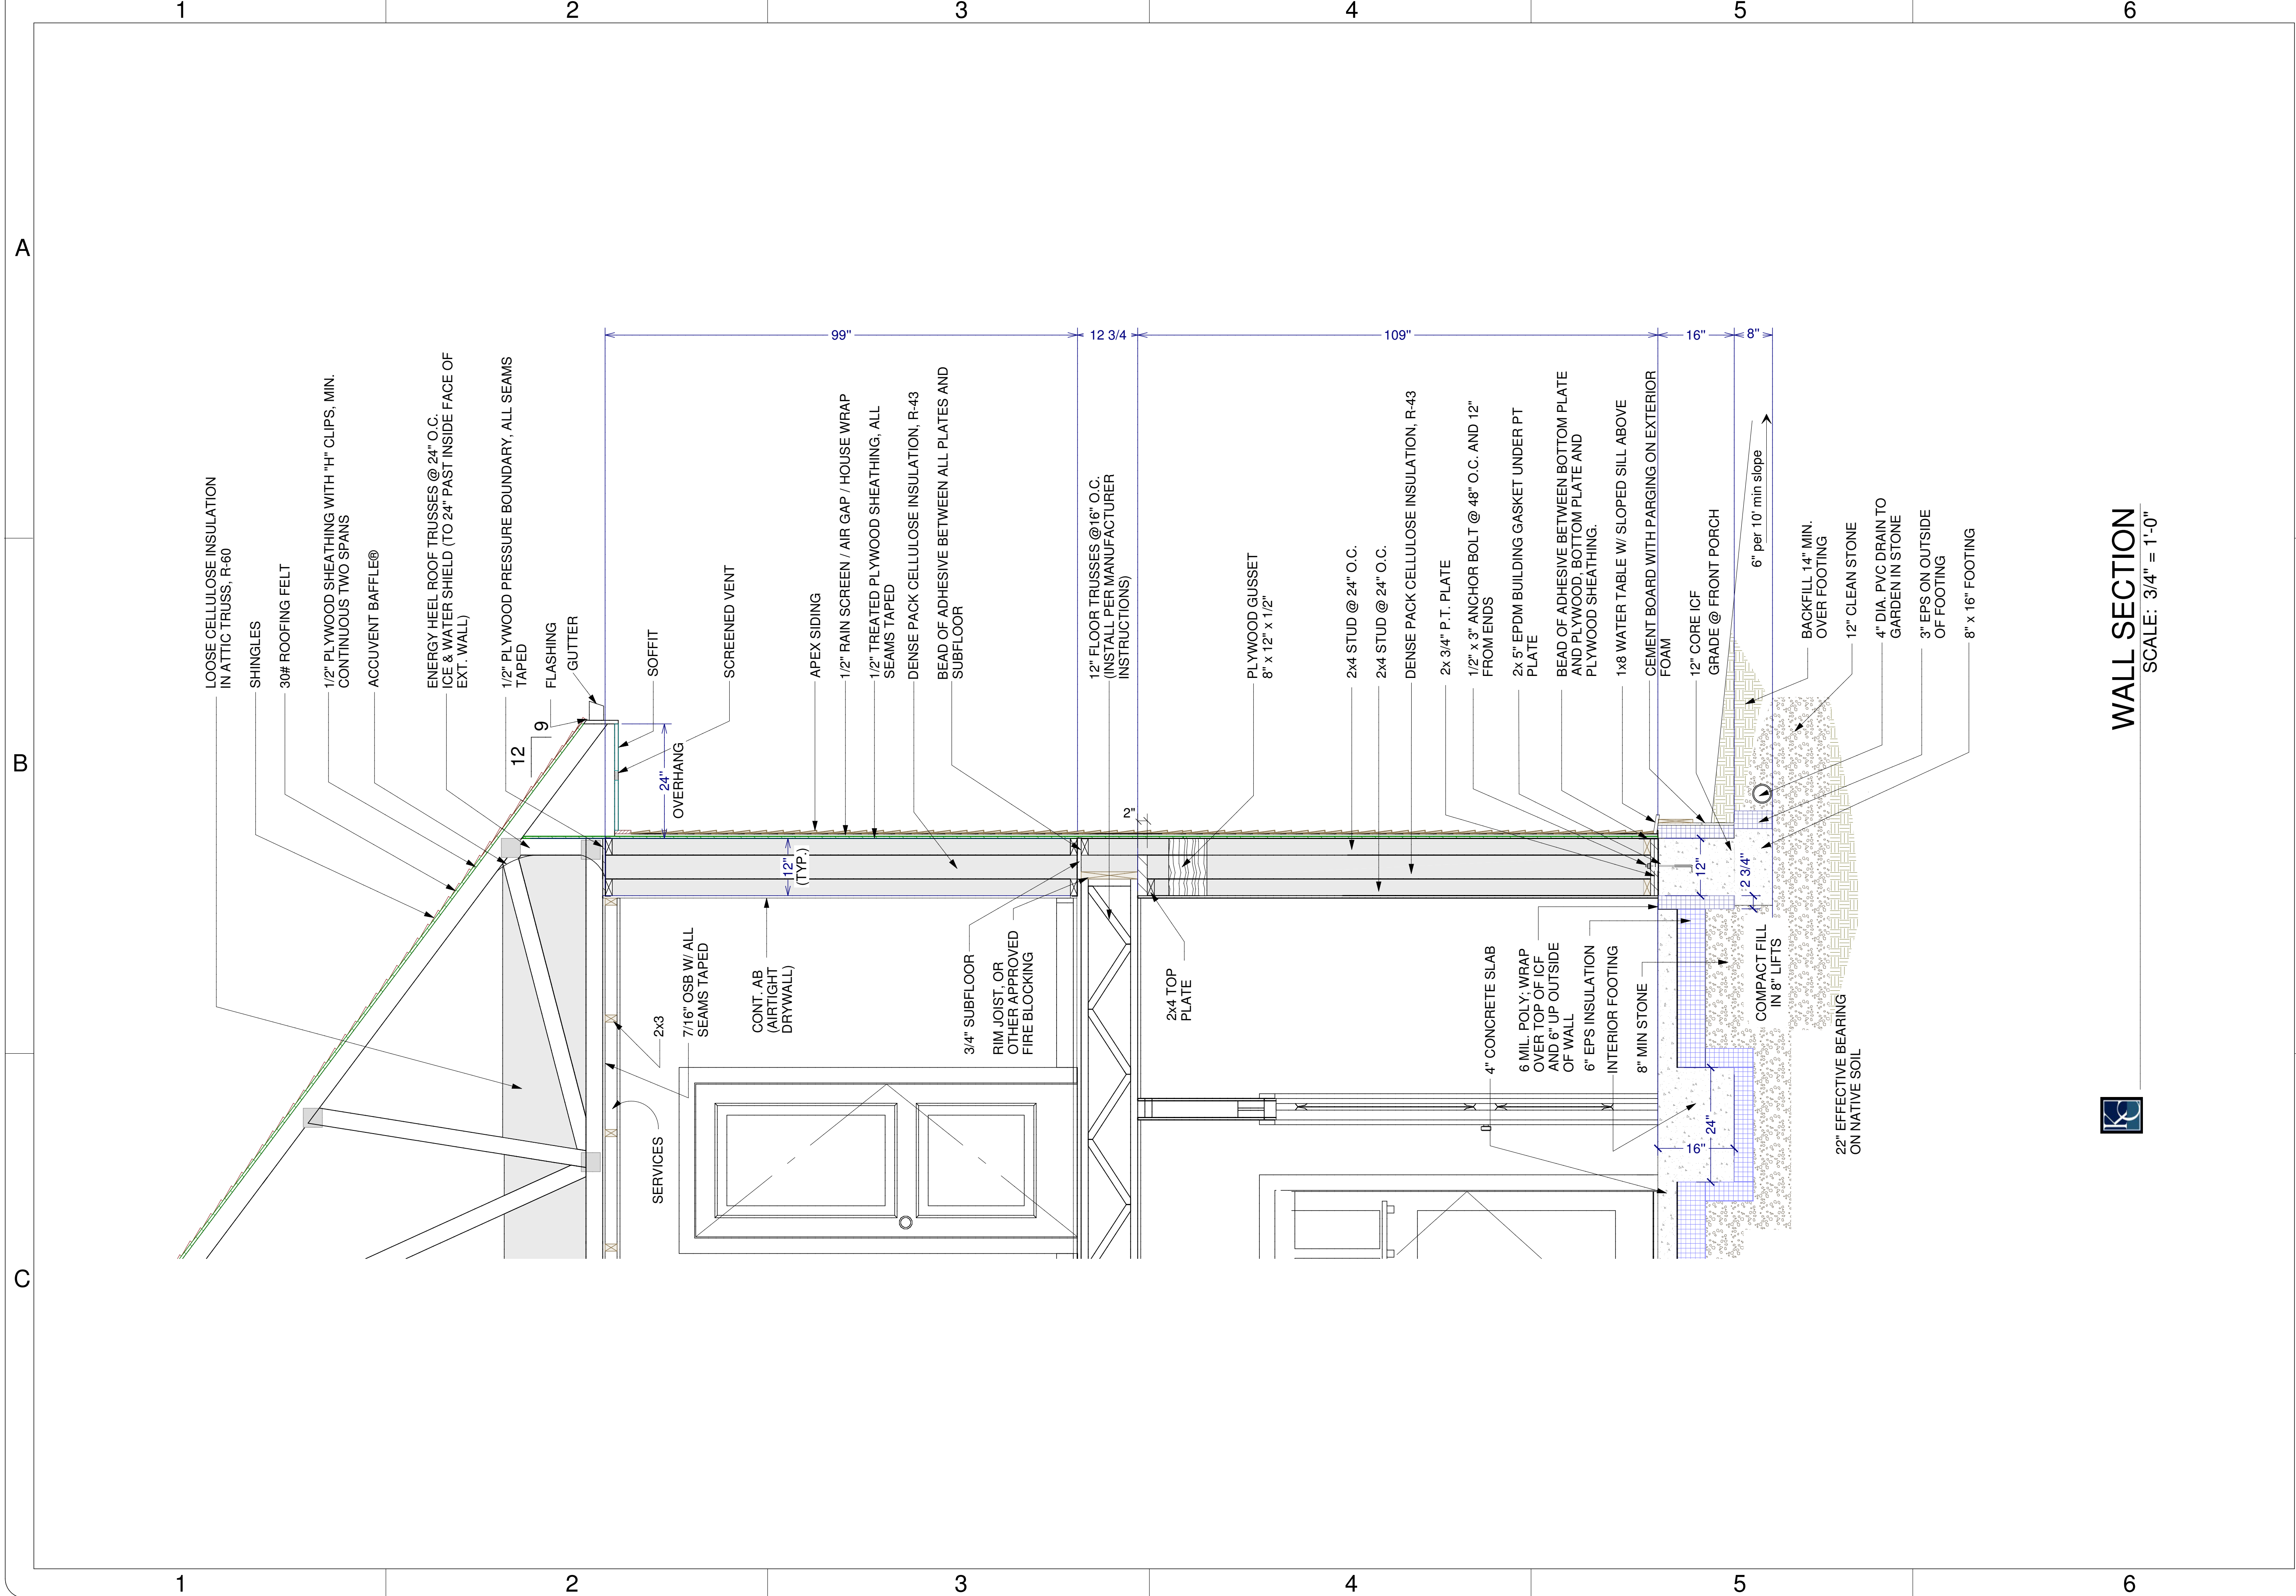 1
2
3
4
5
6
A
B
C
LOOSE CELLULOSE INSULATION
IN ATTIC TRUSS, R-60
SHINGLES
30# ROOFING FELT
1/2" PLYWOOD SHEATHING WITH "H" CLIPS, MIN.
CONTINUOUS TWO SPANS
ACCUVENT BAFFLE®
ENERGY HEEL ROOF TRUSSES @ 24" O.C.
ICE & WATER SHIELD (TO 24" PAST INSIDE FACE OF
EXT. WALL)
1/2" PLYWOOD PRESSURE BOUNDARY, ALL SEAMS
TAPED
FLASHING
GUTTER
12
9
SOFFIT
24"
OVERHANG
SCREENED VENT
APEX SIDING
1/2" RAIN SCREEN / AIR GAP / HOUSE WRAP
1/2" TREATED PLYWOOD SHEATHING, ALL
SEAMS TAPED
DENSE PACK CELLULOSE INSULATION, R-43
BEAD OF ADHESIVE BETWEEN ALL PLATES AND
SUBFLOOR
12" FLOOR TRUSSES @16" O.C.
(INSTALL PER MANUFACTURER
INSTRUCTIONS)
2"
PLYWOOD GUSSET
8" x 12" x 1/2"
2x4 STUD @ 24" O.C.
2x4 STUD @ 24" O.C.
DENSE PACK CELLULOSE INSULATION, R-43
2x 3/4" P.T. PLATE
1/2" x 3" ANCHOR BOLT @ 48" O.C. AND 12"
FROM ENDS
2x 5" EPDM BUILDING GASKET UNDER PT
PLATE
BEAD OF ADHESIVE BETWEEN BOTTOM PLATE
AND PLYWOOD, BOTTOM PLATE AND
PLYWOOD SHEATHING.
1x8 WATER TABLE W/ SLOPED SILL ABOVE
CEMENT BOARD WITH PARGING ON EXTERIOR
FOAM
12" CORE ICF
GRADE @ FRONT PORCH
6" per 10' min slope
BACKFILL 14" MIN.
OVER FOOTING
12" CLEAN STONE
4" DIA. PVC DRAIN TO
GARDEN IN STONE
3" EPS ON OUTSIDE
OF FOOTING
8" x 16" FOOTING
99"
12 3/4
109"
16"
8"
12"
(TYP.)
12"
2 3/4"
2x3
7/16" OSB W/ ALL
SEAMS TAPED
SERVICES
CONT. AB
(AIRTIGHT
DRYWALL)
3/4" SUBFLOOR
RIM JOIST, OR
OTHER APPROVED
FIRE BLOCKING
2x4 TOP
PLATE
4" CONCRETE SLAB
6 MIL. POLY; WRAP
OVER TOP OF ICF
AND 6" UP OUTSIDE
OF WALL
6" EPS INSULATION
INTERIOR FOOTING
8" MIN STONE
COMPACT FILL
IN 8" LIFTS
22" EFFECTIVE BEARING
ON NATIVE SOIL
16"
24"
WALL SECTION
SCALE: 3/4" = 1'-0"
KC
1
2
3
4
5
6